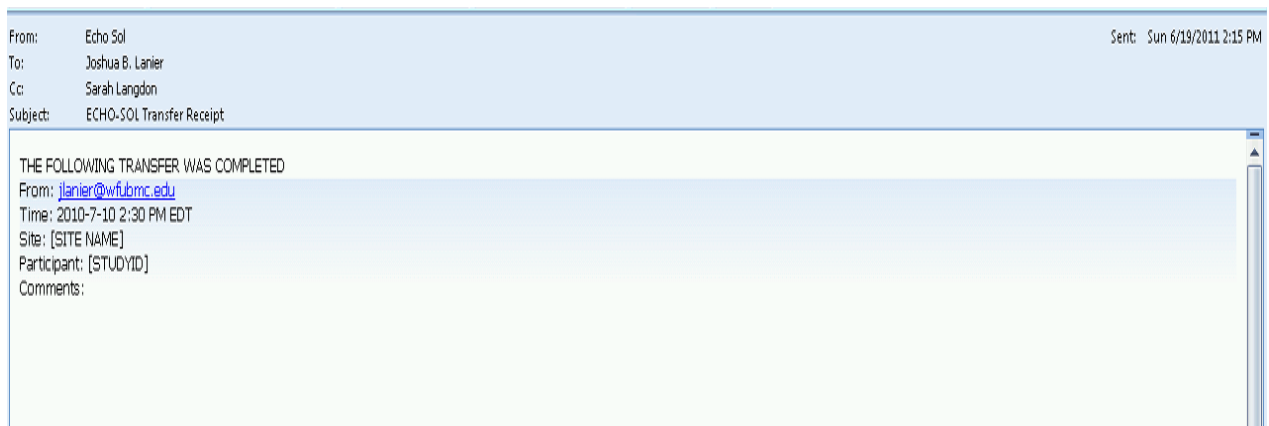 From: Echo Sol Sent: Sun 6/19/2011 2:15 PM
To: Joshua B. Lanier
Cc: Sarah Langdon
Subject: ECHO-SOL Transfer Receipt
THE FOLLOWING TRANSFER WAS COMPLETED
From: jlanier@wfubmc.edu
Time: 2010-7-10 2:30 PM EDT
Site: [SITE NAME]
Participant: [STUDYID]
Comments: